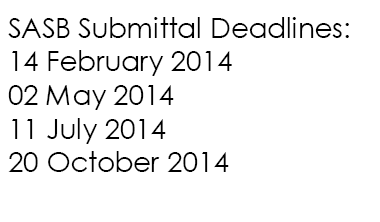 SASB Submittal Deadlines:
14 February 2014
02 May 2014
11 July 2014
20 October 2014